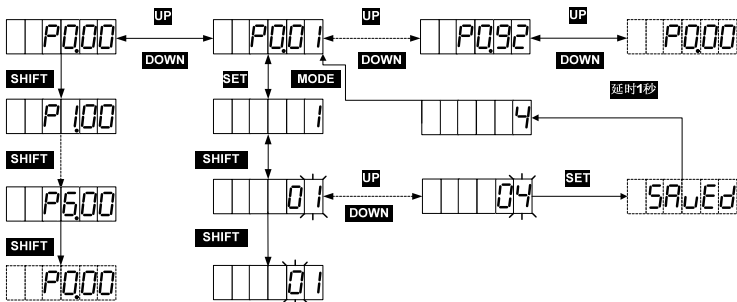 UP UP UP
P0.00 P0.01 P0.92 P0.00
DOWN DOWN DOWN
SHIFT SET MODE 延时1秒
P1.00 1 4
SHIFT SHIFT UP SET
P6.00 01 04 SAvEd
DOWN
SHIFT SHIFT
P0.00 01